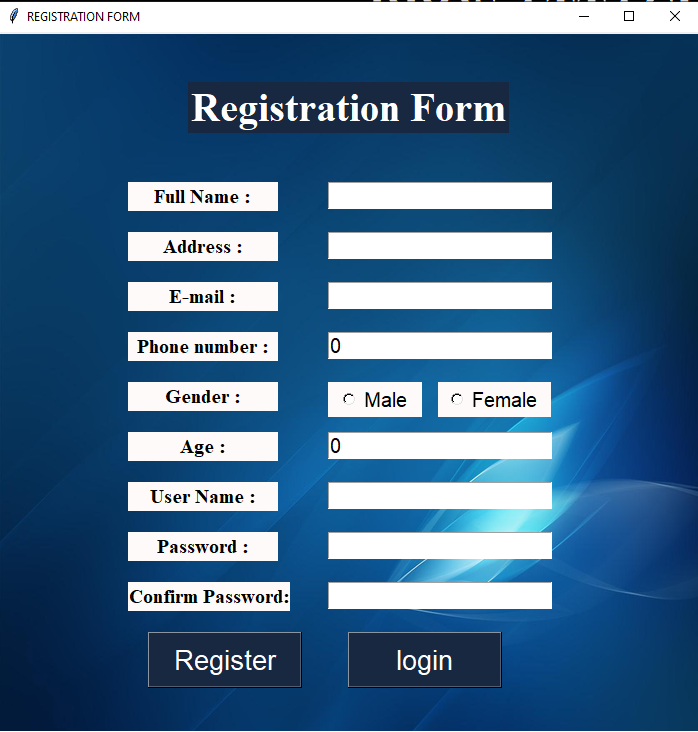 REGISTRATION FORM
Registration Form
Full Name :
Address :
E-mail :
Phone number : 0
Gender : Male Female
Age : 0
User Name :
Password :
Confirm Password:
Register login